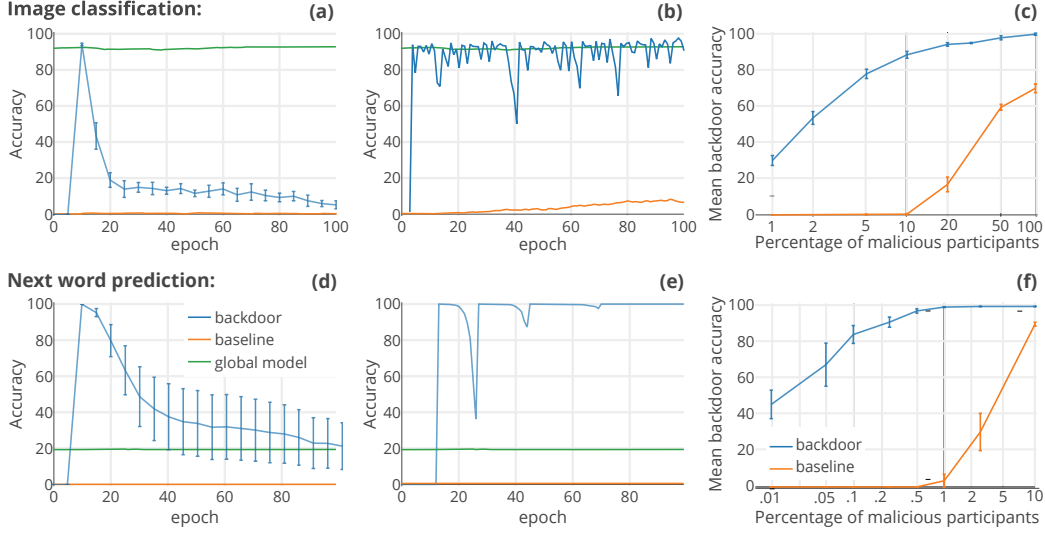 Image classification:
(a)
(b)
(c)
100
80
60
40
20
0
Accuracy
0 20 40 60 80 100
epoch
100
80
60
40
20
0
Accuracy
0 20 40 60 80 100
epoch
100
80
60
40
20
0
Mean backdoor accuracy
1 2 5 10 20 50 100
Percentage of malicious participants
Next word prediction:
(d)
(e)
(f)
100
80
60
40
20
0
Accuracy
backdoor
baseline
global model
0 20 40 60 80
epoch
100
80
60
40
20
0
Accuracy
0 20 40 60 80
epoch
100
80
60
40
20
0
Mean backdoor accuracy
backdoor
baseline
.01 .05 .1 .2 .5 1 2 5 10
Percentage of malicious participants